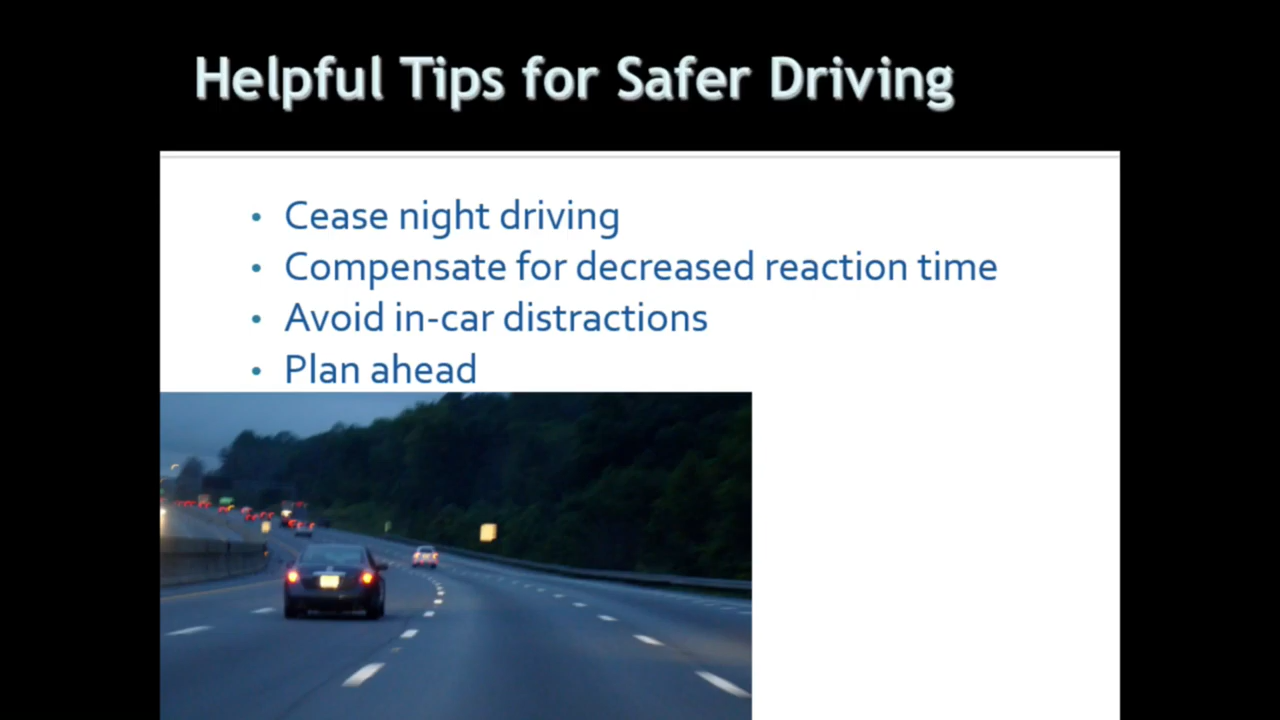 Helpful Tips for Safer Driving
• Cease night driving
• Compensate for decreased reaction time
• Avoid in-car distractions
• Plan ahead